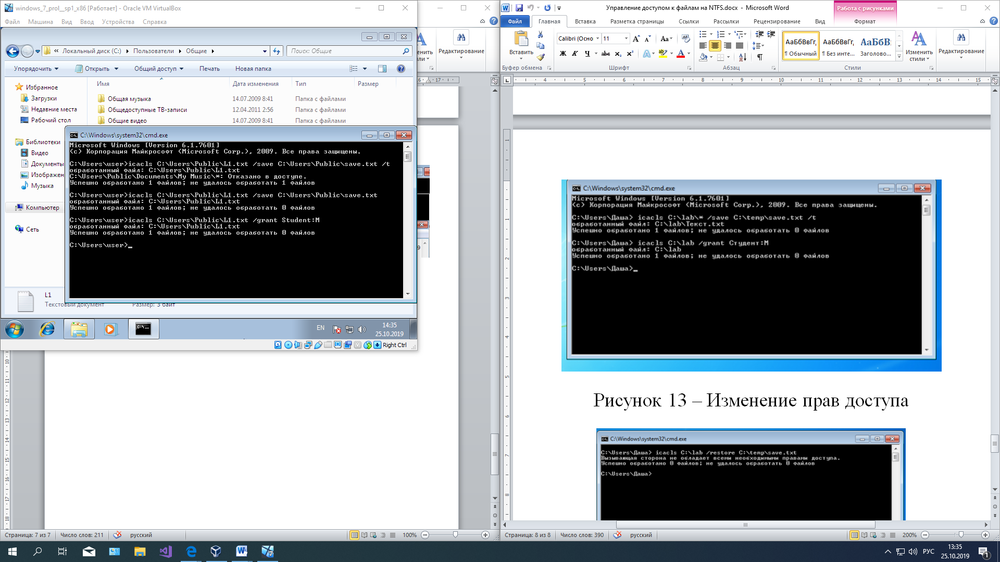 windows_7_prol__sp1_x86 [Работает] - Oracle VM VirtualBox
Файл Машина Вид Ввод Устройства Справка
Локальный диск (C:) Пользователи Общие
Поиск: Общие
Упорядочить Открыть Общий доступ Печать Новая папка
Имя Дата изменения Тип Размер
Избранное
Загрузки
Недавние места
Рабочий стол
Библиотеки
Видео
Документы
Изображен
Музыка
Компьютер
Сеть
Общая музыка 14.07.2009 8:41 Папка с файлами
Общедоступные ТВ-записи 12.04.2011 2:56 Папка с файлами
Общие видео 14.07.2009 8:41 Папка с файлами
C:\Windows\system32\cmd.exe
Microsoft Windows [Version 6.1.7601]
(c) Корпорация Майкрософт (Microsoft Corp.), 2009. Все права защищены.
C:\Users\user>icacls C:\Users\Public\L1.txt /save C:\Users\Public\save.txt /t
обработанный файл: C:\Users\Public\L1.txt
C:\Users\Public\Documents\My Music\*: Отказано в доступе.
Успешно обработано 1 файлов; не удалось обработать 1 файлов
C:\Users\user>icacls C:\Users\Public\L1.txt /save C:\Users\Public\save.txt
обработанный файл: C:\Users\Public\L1.txt
Успешно обработано 1 файлов; не удалось обработать 0 файлов
C:\Users\user>icacls C:\Users\Public\L1.txt /grant Student:M
обработанный файл: C:\Users\Public\L1.txt
Успешно обработано 1 файлов; не удалось обработать 0 файлов
C:\Users\user>_
L1
Текстовый документ Размер: 3 байт
EN 14:35
25.10.2019
Right Ctrl
Редактирование
Страница: 7 из 7 Число слов: 211 русский 100%
Управление доступом к файлам на NTFS.docx - Microsoft Word
Работа с рисунками
Файл Главная Вставка Разметка страницы Ссылки Рассылки Рецензирование Вид Формат
Вставить
Calibri (Осно 11
Ж К Ч abc x₂ x²
АаБбВвГг, АаБбВвГг, АаБбВ
¶ Обычный ¶ Без инте... Заголово...
Изменить стили
Редактирование
Буфер обмена Шрифт Абзац Стили
4 5 6 7 8 9 10 11 12 13 14 15
C:\Windows\system32\cmd.exe
Microsoft Windows [Version 6.1.7601]
(c) Корпорация Майкрософт (Microsoft Corp.), 2009. Все права защищены.
C:\Users\Даша> icacls C:\lab\* /save C:\temp\save.txt /t
обработанный файл: C:\lab\Текст.txt
Успешно обработано 1 файлов; не удалось обработать 0 файлов
C:\Users\Даша> icacls C:\lab /grant Студент:M
обработанный файл: C:\lab
Успешно обработано 1 файлов; не удалось обработать 0 файлов
C:\Users\Даша>_
Рисунок 13 – Изменение прав доступа
C:\Windows\system32\cmd.exe
C:\Users\Даша> icacls C:\lab /restore C:\temp\save.txt
Вызывающая сторона не обладает всеми необходимыми правами доступа.
Успешно обработано 0 файлов; не удалось обработать 0 файлов
C:\Users\Даша>
Страница: 8 из 8 Число слов: 390 русский 200%
РУС 13:35
25.10.2019